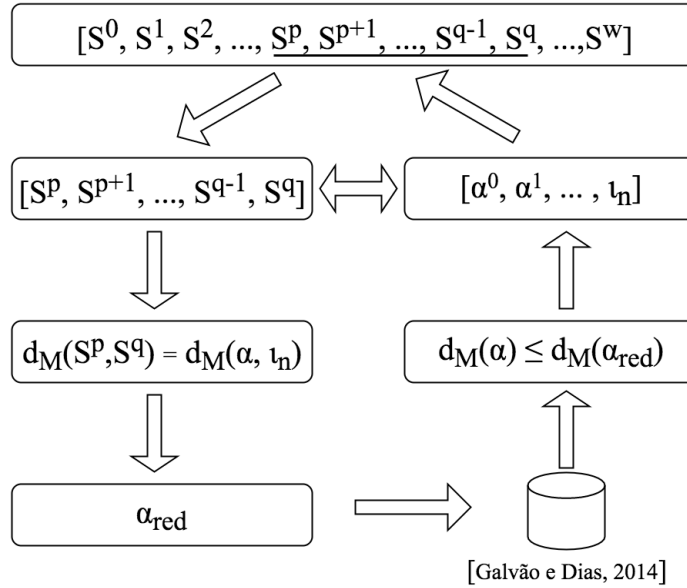 [S⁰, S¹, S², ..., Sᵖ, Sᵖ⁺¹, ..., S^q-1, S^q, ...,Sʷ]
[Sᵖ, Sᵖ⁺¹, ..., S^q-1, S^q]
[α⁰, α¹, ... , ιₙ]
d_M(Sᵖ,S^q) = d_M(α, ιₙ)
d_M(α) ≤ d_M(α_red)
α_red
[Galvão e Dias, 2014]